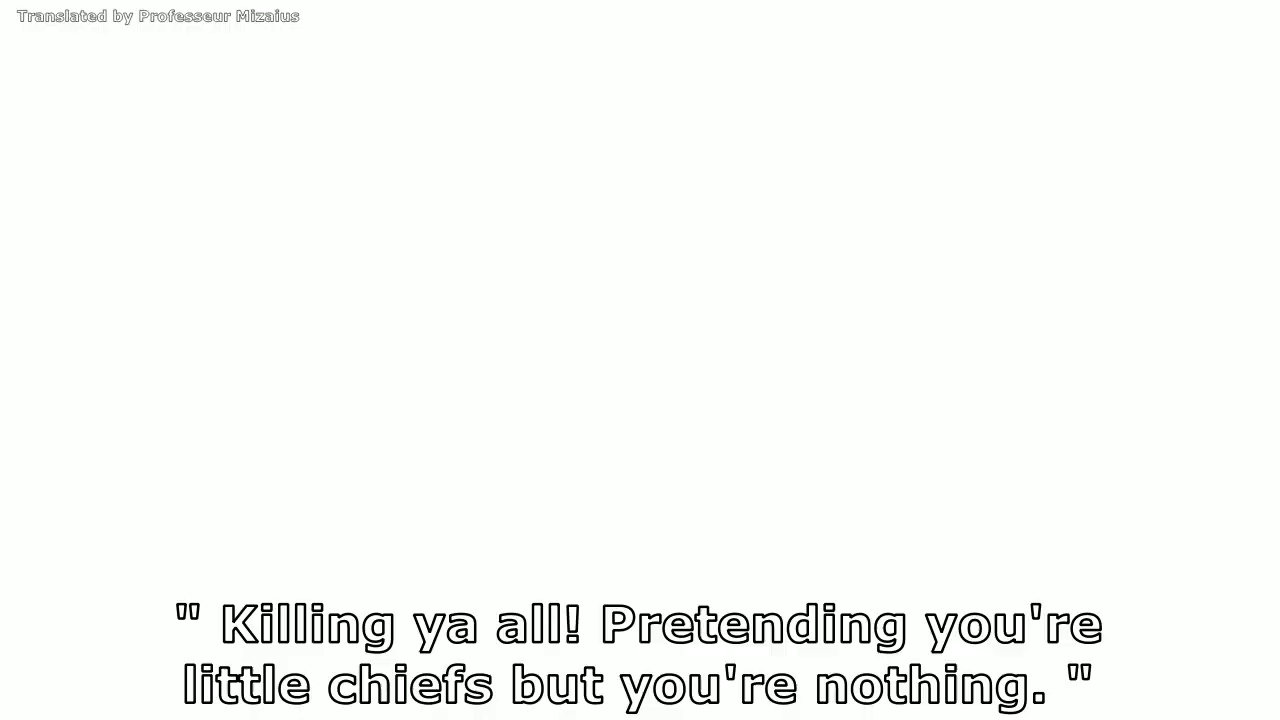 Translated by Professeur Mizaius
" Killing ya all! Pretending you're
little chiefs but you're nothing. "